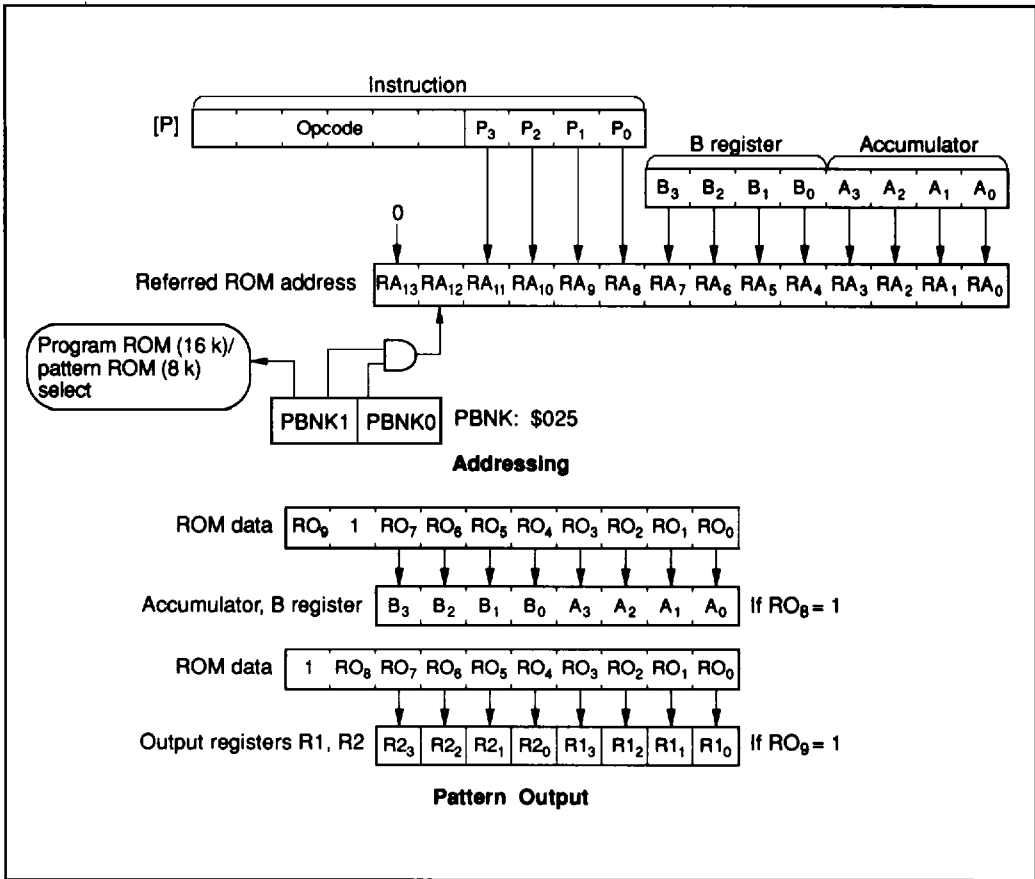 Instruction
[P] Opcode P3 P2 P1 P0
B register Accumulator
B3 B2 B1 B0 A3 A2 A1 A0
0
Referred ROM address RA13 RA12 RA11 RA10 RA9 RA8 RA7 RA6 RA5 RA4 RA3 RA2 RA1 RA0
Program ROM (16 k)/
pattern ROM (8 k)
select
PBNK1 PBNK0 PBNK: $025
Addressing
ROM data RO9 1 RO7 RO6 RO5 RO4 RO3 RO2 RO1 RO0
Accumulator, B register B3 B2 B1 B0 A3 A2 A1 A0 If RO8 = 1
ROM data 1 RO8 RO7 RO6 RO5 RO4 RO3 RO2 RO1 RO0
Output registers R1, R2 R23 R22 R21 R20 R13 R12 R11 R10 If RO9 = 1
Pattern Output